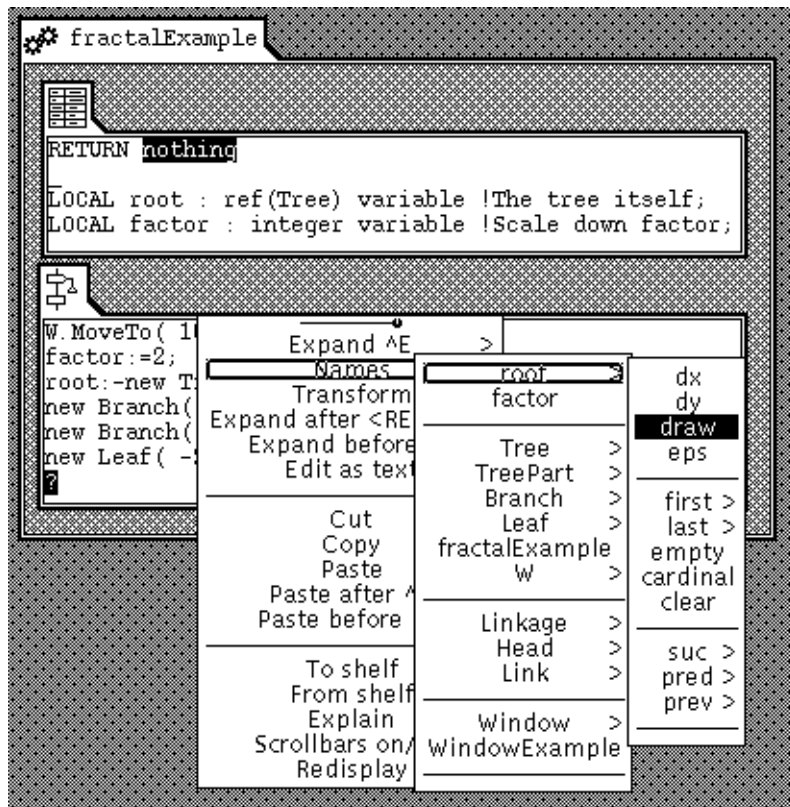 fractalExample
RETURN nothing
LOCAL root : ref(Tree) variable !The tree itself;
LOCAL factor : integer variable !Scale down factor;
W.MoveTo( 1
factor:=2;
root:-new T
new Branch(
new Branch(
new Leaf( -
?
Expand ^E >
Names
Transform
Expand after <RE
Expand before
Edit as text
Cut
Copy
Paste
Paste after ^
Paste before
To shelf
From shelf
Explain
Scrollbars on/
Redisplay
root >
factor
Tree >
TreePart >
Branch >
Leaf >
fractalExample
W >
Linkage >
Head >
Link >
Window >
WindowExample
dx
dy
draw
eps
first >
last >
empty
cardinal
clear
suc >
pred >
prev >